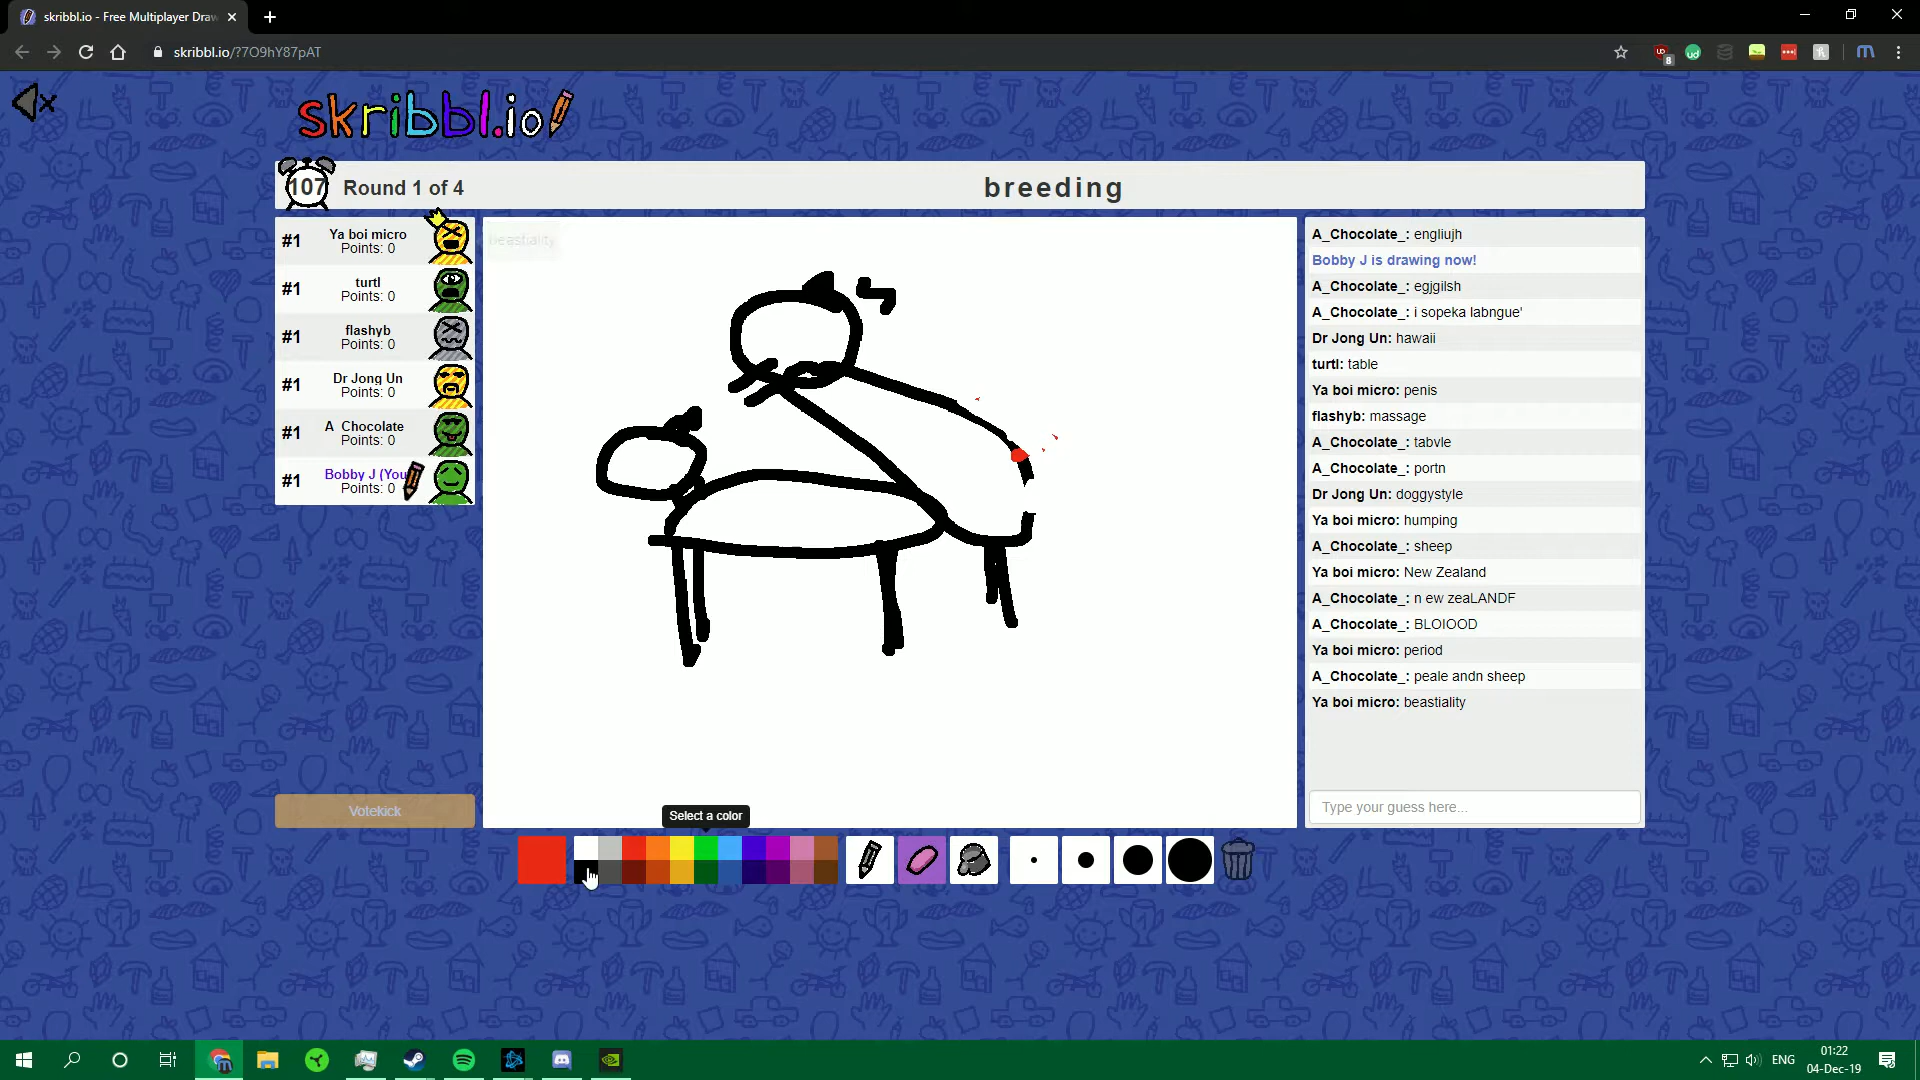 skribbl.io - Free Multiplayer Draw
skribbl.io/?7O9hY87pAT
8
skribbl.io
107
Round 1 of 4
breeding
#1
Ya boi micro
Points: 0
#1
turtl
Points: 0
#1
flashyb
Points: 0
#1
Dr Jong Un
Points: 0
#1
A_Chocolate_
Points: 0
#1
Bobby J (You
Points: 0
Votekick
beastiality
A_Chocolate_: engliujh
Bobby J is drawing now!
A_Chocolate_: egjgilsh
A_Chocolate_: i sopeka labngue'
Dr Jong Un: hawaii
turtl: table
Ya boi micro: penis
flashyb: massage
A_Chocolate_: tabvle
A_Chocolate_: portn
Dr Jong Un: doggystyle
Ya boi micro: humping
A_Chocolate_: sheep
Ya boi micro: New Zealand
A_Chocolate_: n ew zeaLANDF
A_Chocolate_: BLOIOOD
Ya boi micro: period
A_Chocolate_: peale andn sheep
Ya boi micro: beastiality
Type your guess here...
Select a color
ENG
01:22
04-Dec-19